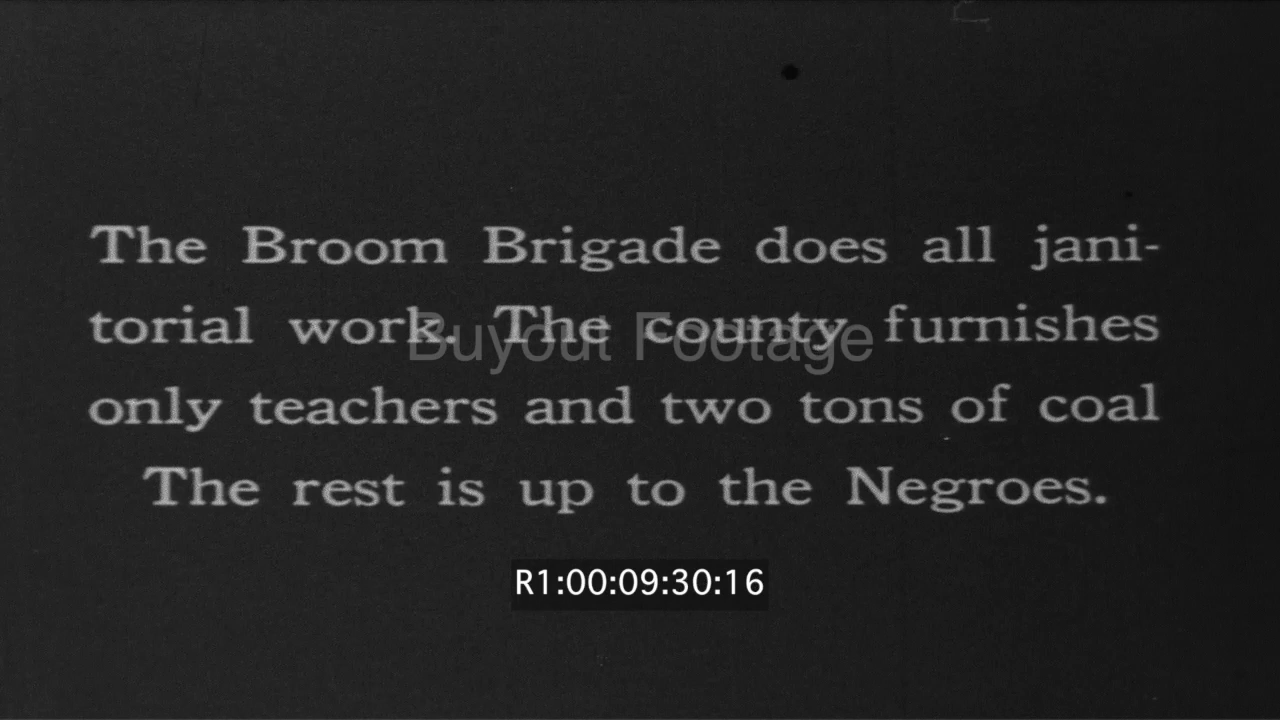 The Broom Brigade does all jani-
torial work. The county furnishes
Buyout Footage
only teachers and two tons of coal
The rest is up to the Negroes.
R1:00:09:30:16